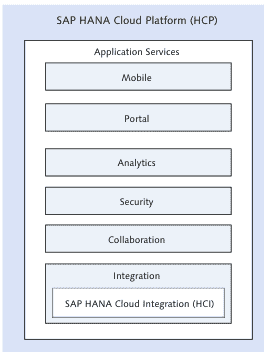 SAP HANA Cloud Platform (HCP)
Application Services
Mobile
Portal
Analytics
Security
Collaboration
Integration
SAP HANA Cloud Integration (HCI)